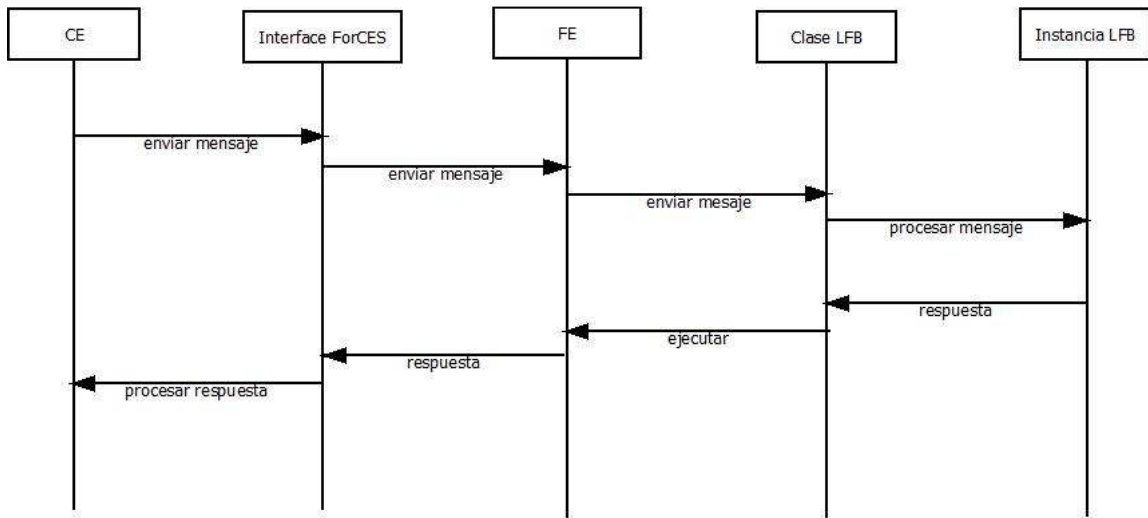 CE
Interface ForCES
FE
Clase LFB
Instancia LFB
enviar mensaje
enviar mensaje
enviar mesaje
procesar mensaje
respuesta
ejecutar
respuesta
procesar respuesta